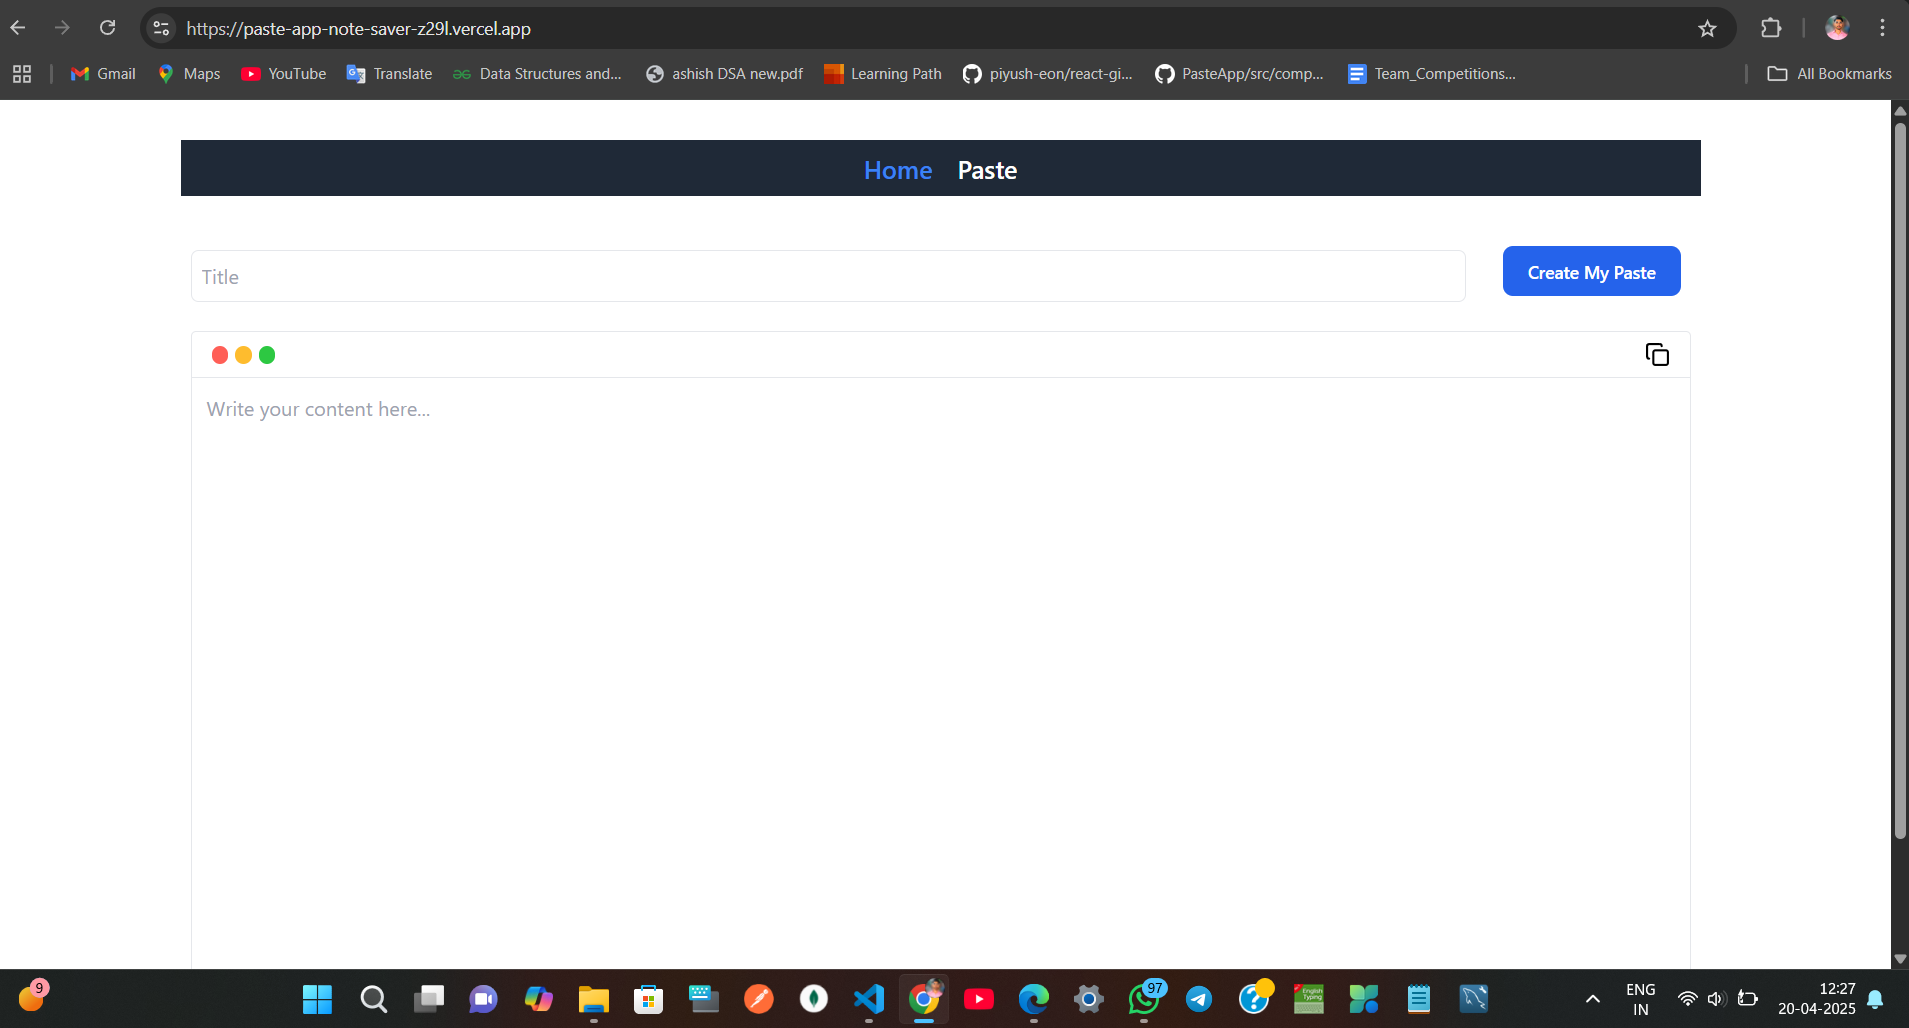 https://paste-app-note-saver-z29l.vercel.app
Gmail Maps YouTube Translate Data Structures and... ashish DSA new.pdf Learning Path piyush-eon/react-gi... PasteApp/src/comp... Team_Competitions... All Bookmarks
Home Paste
Title
Create My Paste
Write your content here...
9
97
English Typing
ENG
IN
12:27
20-04-2025